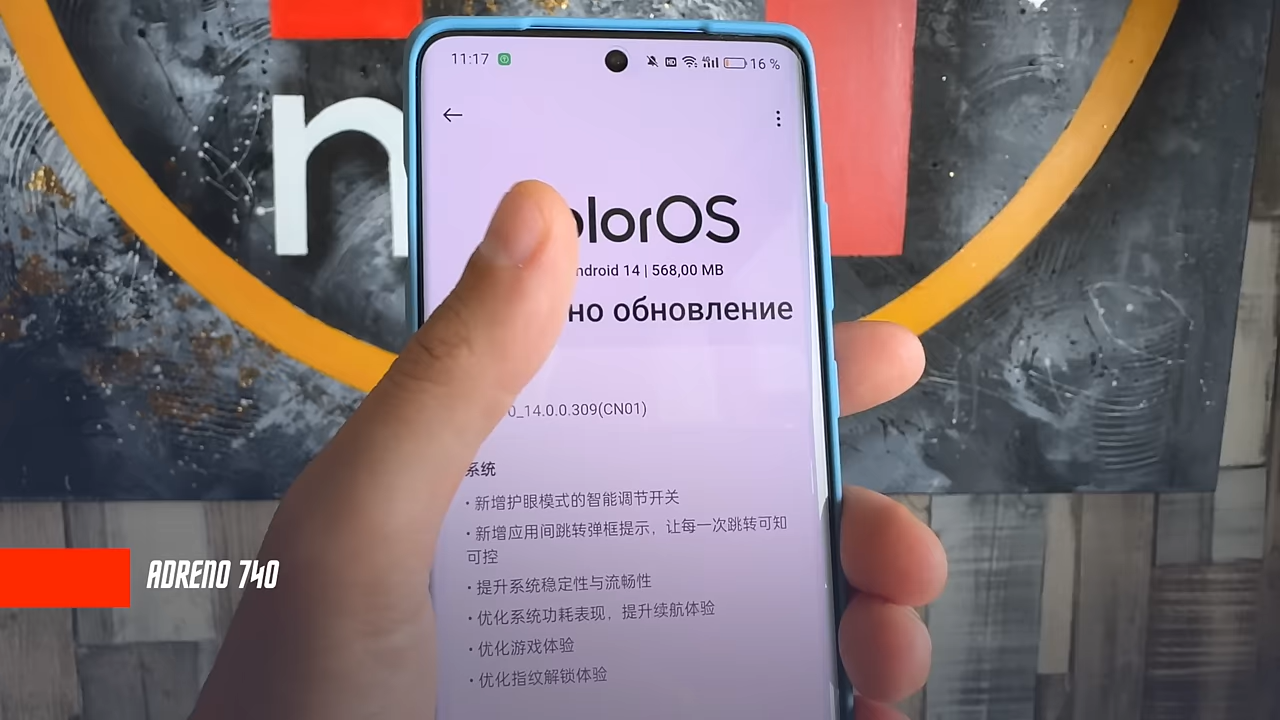 11:17
HD 4G 16 %
n
olorOS
ndroid 14 | 568,00 MB
но обновление
0_14.0.0.309(CN01)
系统
· 新增护眼模式的智能调节开关
· 新增应用间跳转弹框提示，让每一次跳转可知
可控
· 提升系统稳定性与流畅性
· 优化系统功耗表现，提升续航体验
· 优化游戏体验
· 优化指纹解锁体验
ADRENO 740